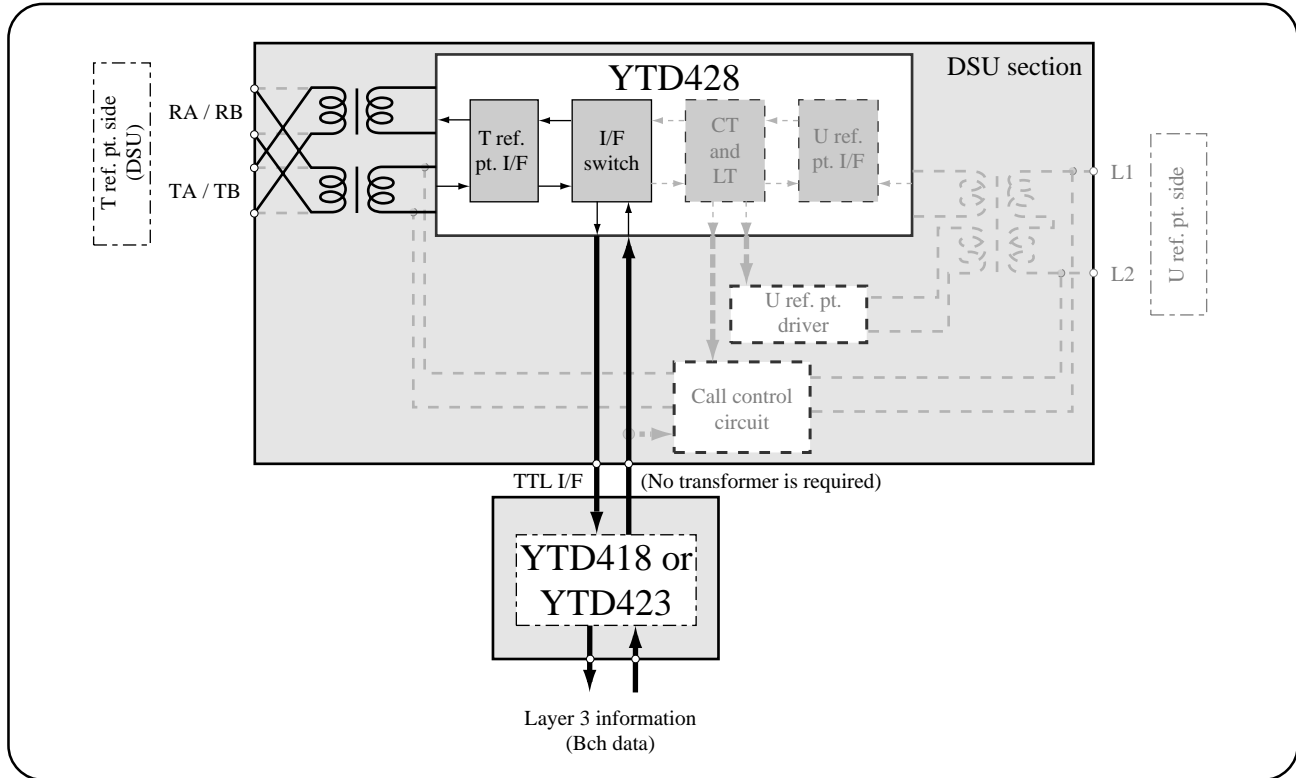 DSU section
YTD428
T ref. pt. side
(DSU)
RA / RB
TA / TB
T ref.
pt. I/F
I/F
switch
CT
and
LT
U ref.
pt. I/F
L1
L2
U ref. pt. side
U ref. pt.
driver
Call control
circuit
TTL I/F
(No transformer is required)
YTD418 or
YTD423
Layer 3 information
(Bch data)